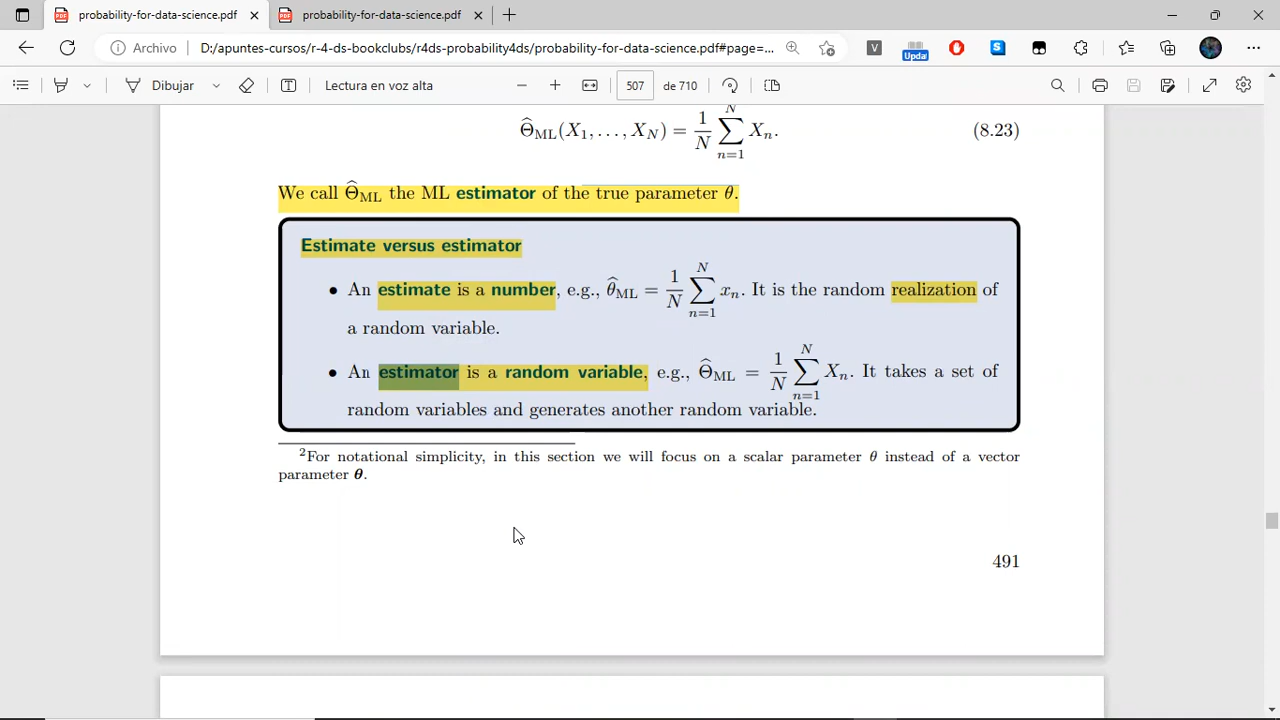 probability-for-data-science.pdf
probability-for-data-science.pdf
Archivo D:/apuntes-cursos/r-4-ds-bookclubs/r4ds-probability4ds/probability-for-data-science.pdf#page=...
V
Upda
S
Dibujar
Lectura en voz alta
507 de 710
Θ̂ML(X1, . . . , XN) = 1/N ∑ n=1 N Xn. (8.23)
We call Θ̂ML the ML estimator of the true parameter θ.
Estimate versus estimator
• An estimate is a number, e.g., θ̂ML = 1/N ∑ n=1 N xn. It is the random realization of
a random variable.
• An estimator is a random variable, e.g., Θ̂ML = 1/N ∑ n=1 N Xn. It takes a set of
random variables and generates another random variable.
2For notational simplicity, in this section we will focus on a scalar parameter θ instead of a vector
parameter θ.
491